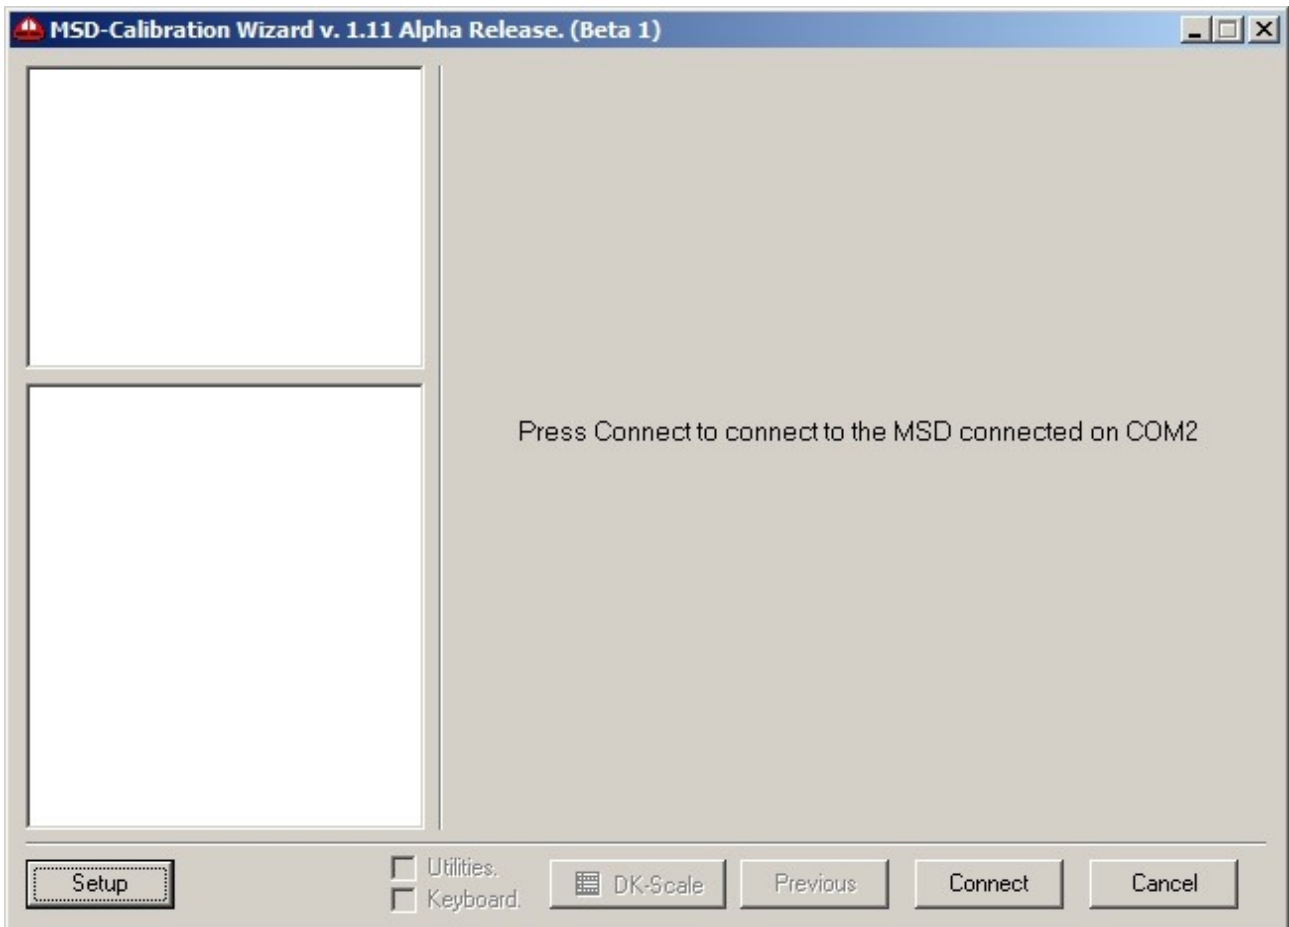 MSD-Calibration Wizard v. 1.11 Alpha Release. (Beta 1)
Press Connect to connect to the MSD connected on COM2
Setup
Utilities.
Keyboard.
DK-Scale
Previous
Connect
Cancel